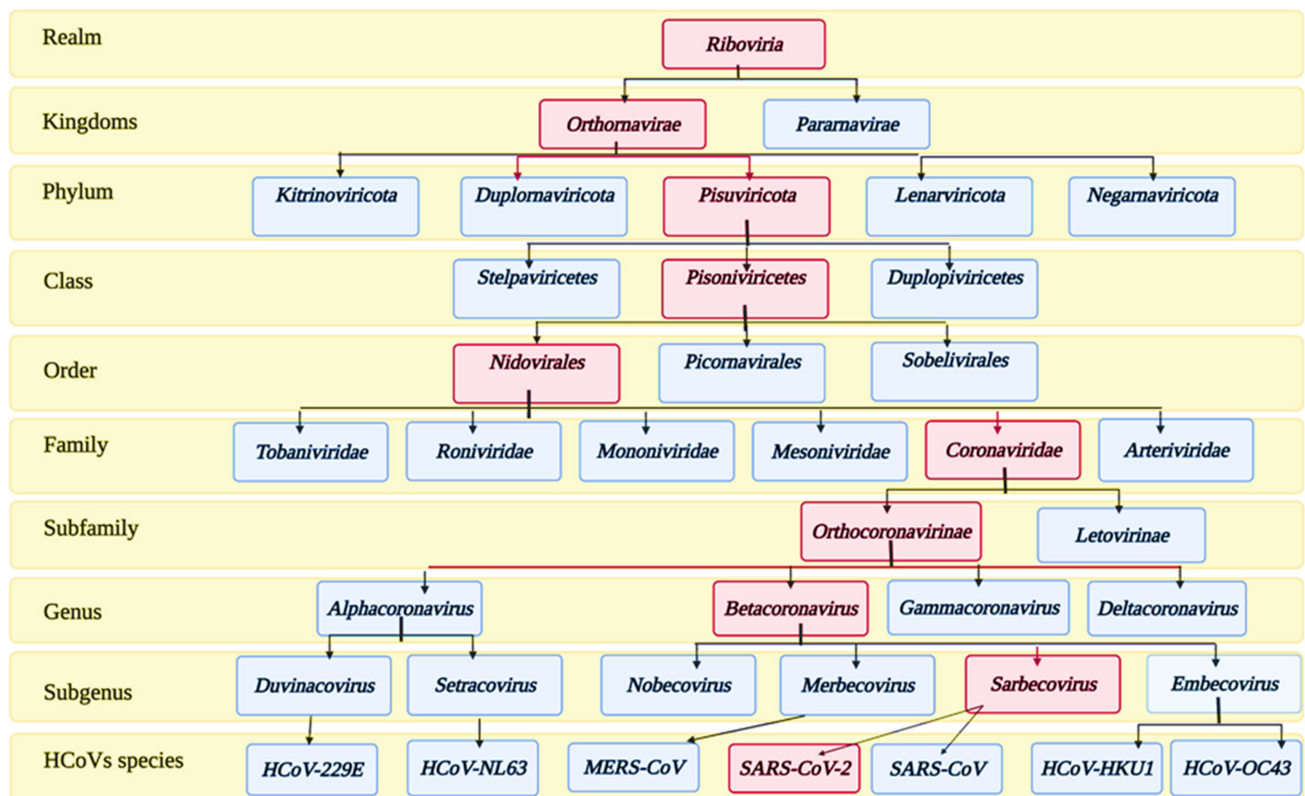 Realm
Riboviria
Kingdoms
Orthornavirae
Pararnavirae
Phylum
Kitrinoviricota
Duplornaviricota
Pisuviricota
Lenarviricota
Negarnaviricota
Class
Stelpaviricetes
Pisoniviricetes
Duplopiviricetes
Order
Nidovirales
Picornavirales
Sobelivirales
Family
Tobaniviridae
Roniviridae
Mononiviridae
Mesoniviridae
Coronaviridae
Arteriviridae
Subfamily
Orthocoronavirinae
Letovirinae
Genus
Alphacoronavirus
Betacoronavirus
Gammacoronavirus
Deltacoronavirus
Subgenus
Duvinacovirus
Setracovirus
Nobecovirus
Merbecovirus
Sarbecovirus
Embecovirus
HCoVs species
HCoV-229E
HCoV-NL63
MERS-CoV
SARS-CoV-2
SARS-CoV
HCoV-HKU1
HCoV-OC43